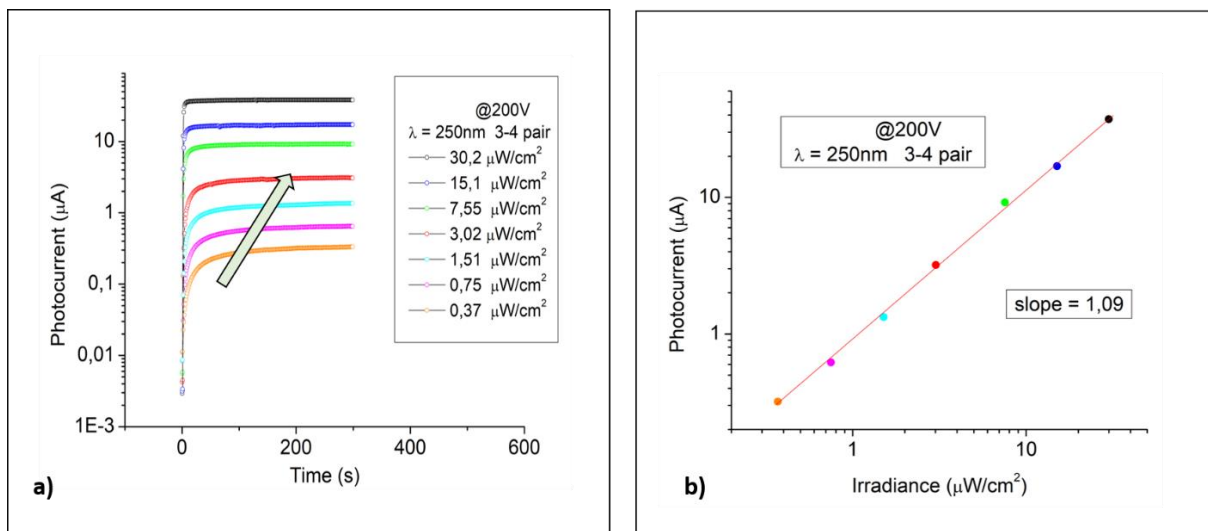 Photocurrent (μA)
10
1
0,1
0,01
1E-3
@200V
λ = 250nm 3-4 pair
30,2 μW/cm²
15,1 μW/cm²
7,55 μW/cm²
3,02 μW/cm²
1,51 μW/cm²
0,75 μW/cm²
0,37 μW/cm²
0 200 400 600
Time (s)
a)
Photocurrent (μA)
10
1
@200V
λ = 250nm 3-4 pair
slope = 1,09
1 10
Irradiance (μW/cm²)
b)